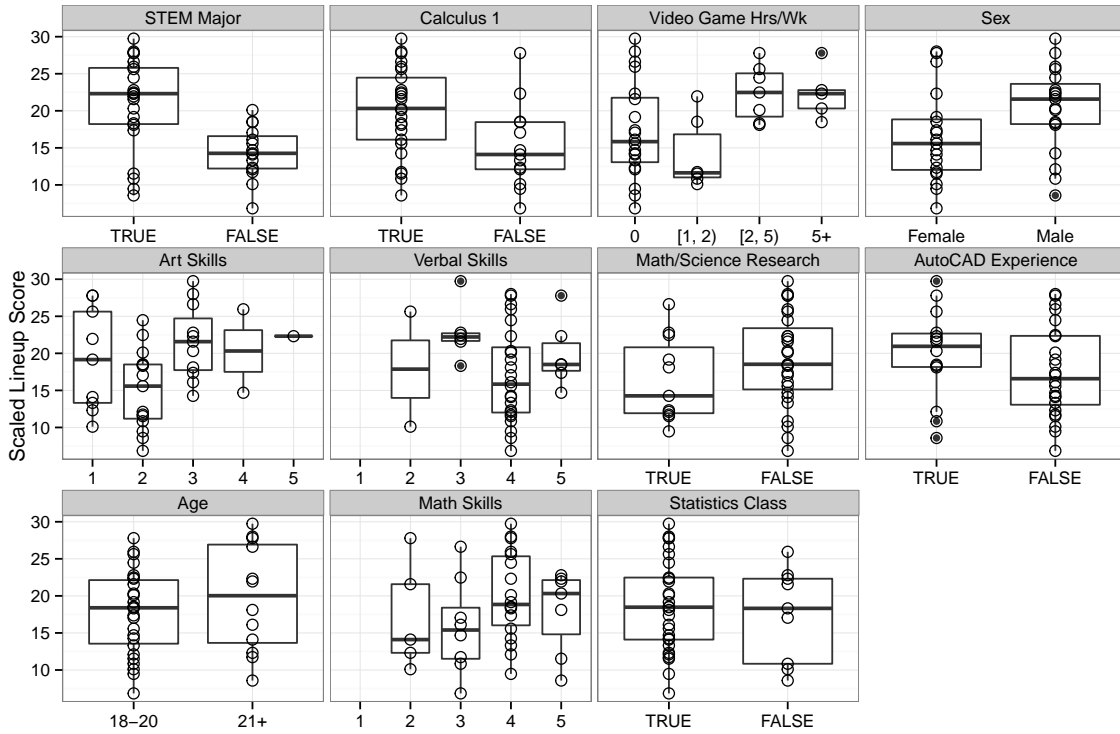 Scaled Lineup Score
STEM Major
Calculus 1
Video Game Hrs/Wk
Sex
30
25
20
15
10
TRUE FALSE
TRUE FALSE
0 [1, 2) [2, 5) 5+
Female Male
Art Skills
Verbal Skills
Math/Science Research
AutoCAD Experience
30
25
20
15
10
1 2 3 4 5
1 2 3 4 5
TRUE FALSE
TRUE FALSE
Age
Math Skills
Statistics Class
30
25
20
15
10
18−20 21+
1 2 3 4 5
TRUE FALSE